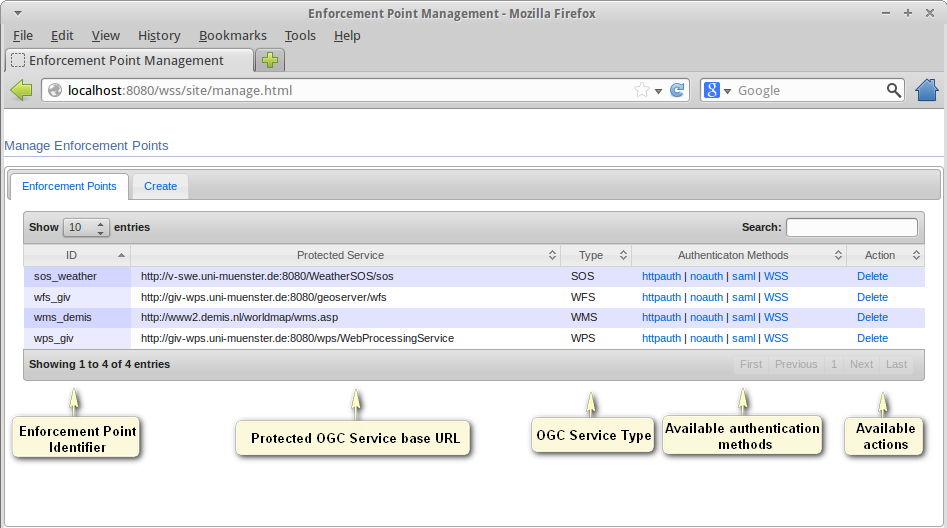 Enforcement Point Management - Mozilla Firefox
File Edit View History Bookmarks Tools Help
Enforcement Point Management
localhost:8080/wss/site/manage.html
8 Google
Manage Enforcement Points
Enforcement Points Create
Show 10 entries Search:
ID Protected Service Type Authenticaton Methods Action
sos_weather http://v-swe.uni-muenster.de:8080/WeatherSOS/sos SOS httpauth | noauth | saml | WSS Delete
wfs_giv http://giv-wps.uni-muenster.de:8080/geoserver/wfs WFS httpauth | noauth | saml | WSS Delete
wms_demis http://www2.demis.nl/worldmap/wms.asp WMS httpauth | noauth | saml | WSS Delete
wps_giv http://giv-wps.uni-muenster.de:8080/wps/WebProcessingService WPS httpauth | noauth | saml | WSS Delete
Showing 1 to 4 of 4 entries First Previous 1 Next Last
Enforcement Point
Identifier
Protected OGC Service base URL
OGC Service Type
Available authentication
methods
Available
actions